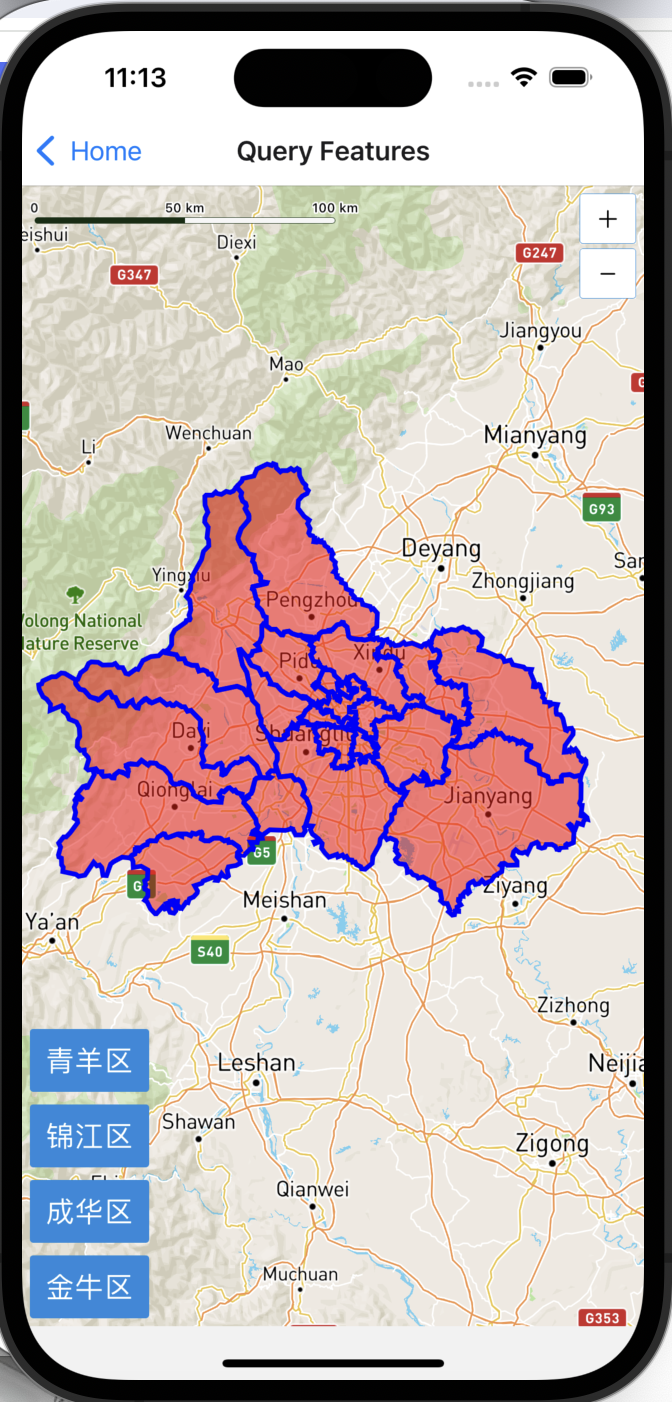 11:13
Home
Query Features
0 50 km 100 km
+
−
eishui
Diexi
G247
G347
Jiangyou
Mao
Wenchuan
Mianyang
Li
G93
Deyang
Yingxiu
Zhongjiang
Pengzhou
Volong National
Nature Reserve
Pidu
Xindu
Dayi
Shuangliu
Qionglai
Jianyang
G5
Ziyang
Meishan
Ya'an
S40
Zizhong
青羊区
Leshan
Neijia
锦江区
Shawan
Zigong
成华区
Qianwei
金牛区
Muchuan
G353